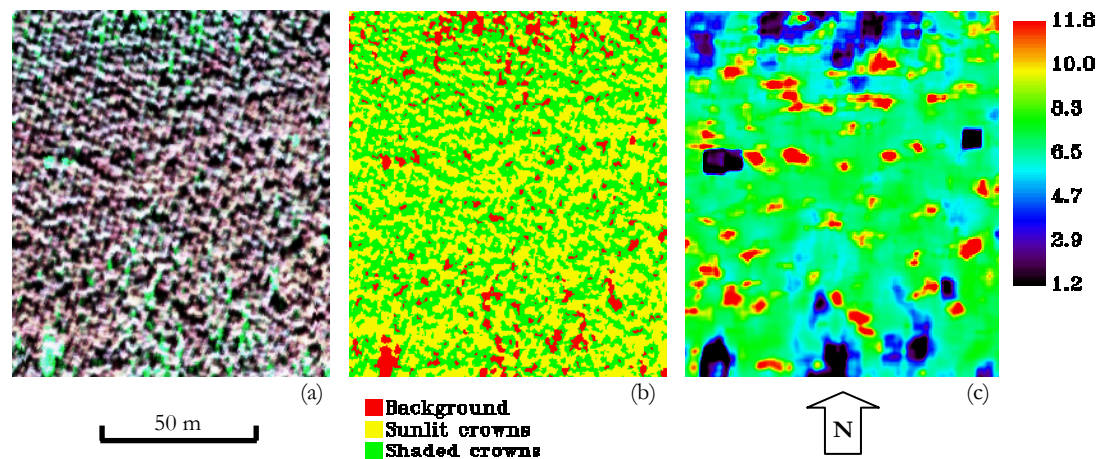 11.8
10.0
8.3
6.5
4.7
2.9
1.2
(a)
(b)
(c)
50 m
Background
Sunlit crowns
Shaded crowns
N